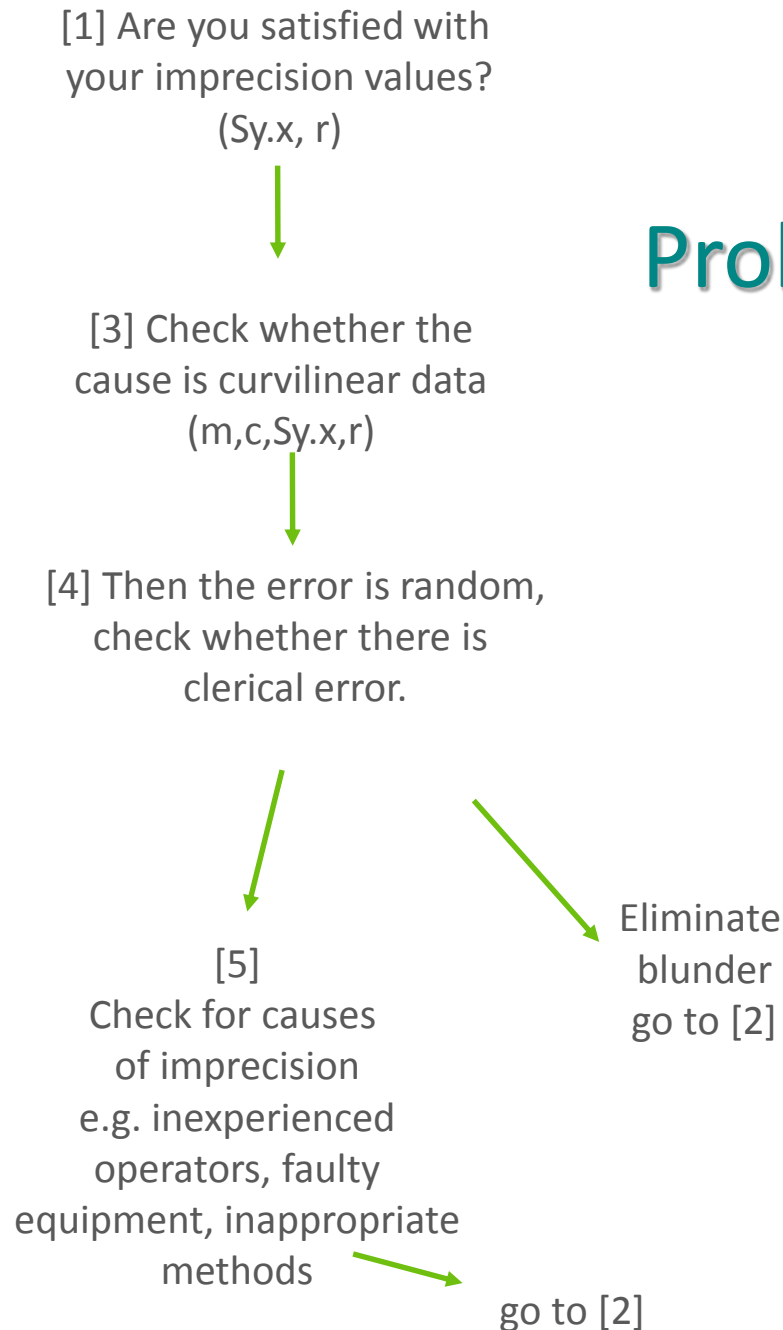 [1] Are you satisfied with
your imprecision values?
(Sy.x, r)
[3] Check whether the
cause is curvilinear data
(m,c,Sy.x,r)
[4] Then the error is random,
check whether there is
clerical error.
Eliminate
blunder
go to [2]
[5]
Check for causes
of imprecision
e.g. inexperienced
operators, faulty
equipment, inappropriate
methods
go to [2]